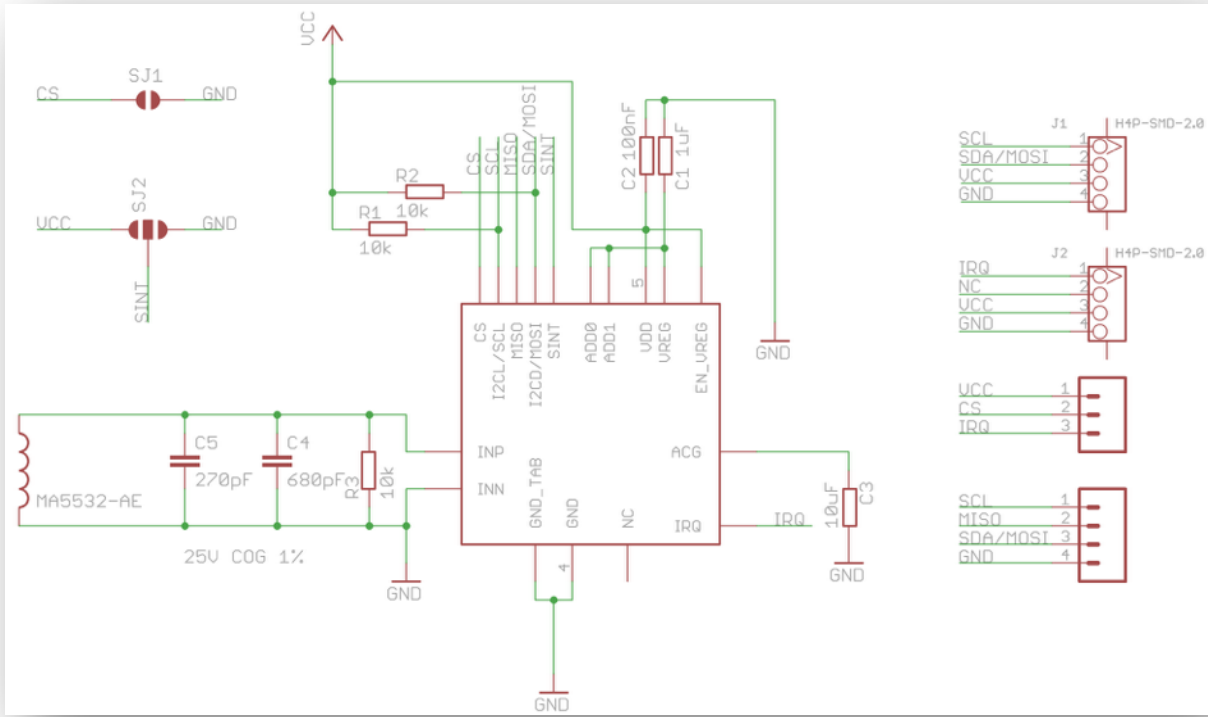 VCC
SJ1
CS
GND
SJ2
VCC
GND
SINT
CS
SCL
MISO
SDA/MOSI
SINT
R2
10k
R1
10k
C2 100nF
C1 1uF
5
GND
CS
I2CL/SCL
MISO
I2CD/MOSI
SINT
ADD0
ADD1
VDD
VREG
EN_VREG
INP
INN
GND_TAB
GND
NC
ACG
IRQ
4
IRQ
10uF
C3
GND
GND
MA5532-AE
C5
270pF
C4
680pF
R3
10k
25V COG 1%
GND
J1
H4P-SMD-2.0
SCL 1
SDA/MOSI 2
VCC 3
GND 4
J2
H4P-SMD-2.0
IRQ 1
NC 2
VCC 3
GND 4
VCC 1
CS 2
IRQ 3
SCL 1
MISO 2
SDA/MOSI 3
GND 4